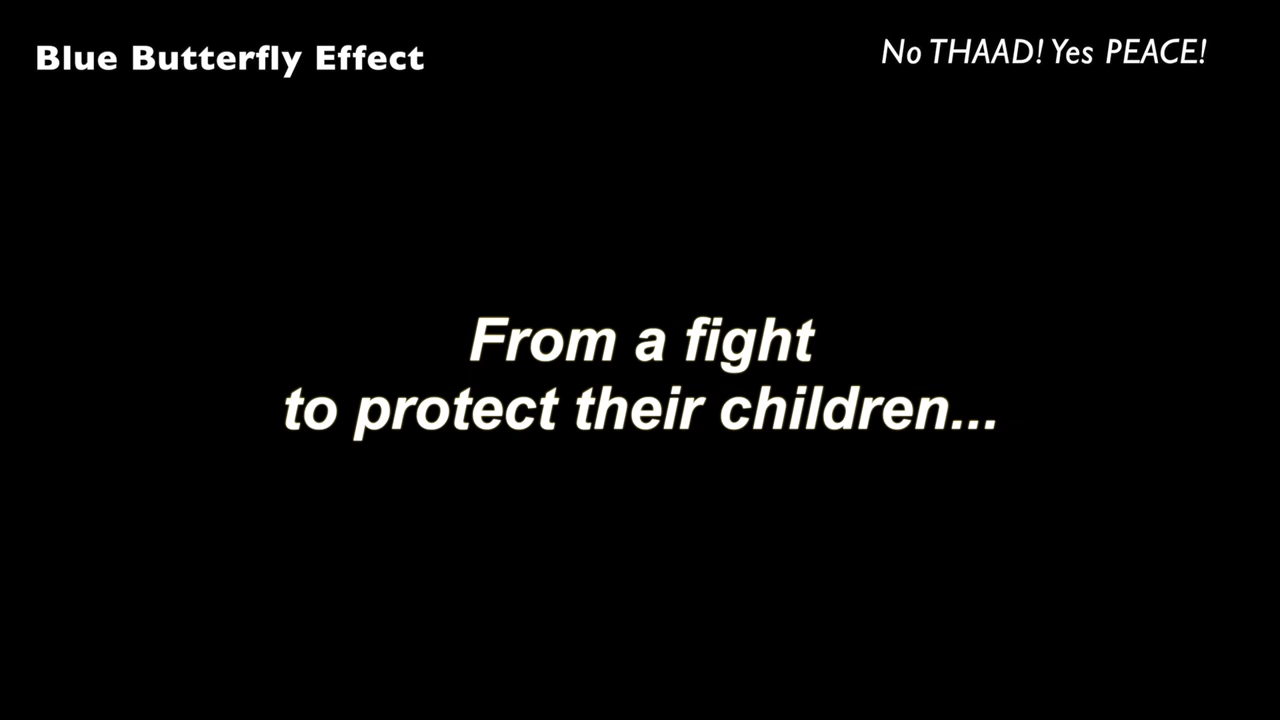 Blue Butterfly Effect
No THAAD! Yes PEACE!
From a fight
to protect their children...